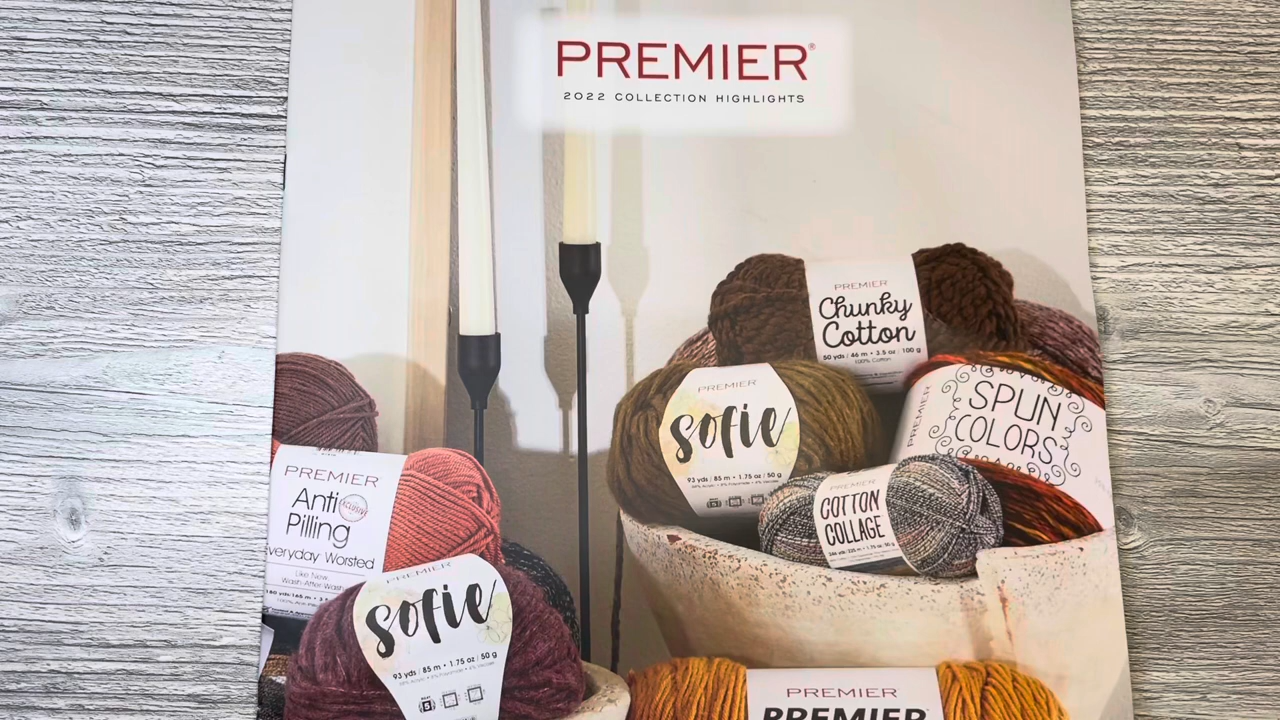 PREMIER®
2022 COLLECTION HIGHLIGHTS
PREMIER
Chunky
Cotton
50 yds / 46 m • 3.5 oz / 100 g
100% Cotton
PREMIER
sofie
93 yds / 85 m • 1.75 oz / 50 g
SPUN
COLORS
PREMIER
COTTON
COLLAGE
PREMIER
Anti
Pilling
veryday Worsted
Like New,
Wash After Wash
PREMIER
sofie
93 yds / 85 m • 1.75 oz / 50 g
PREMIER
PREMIER